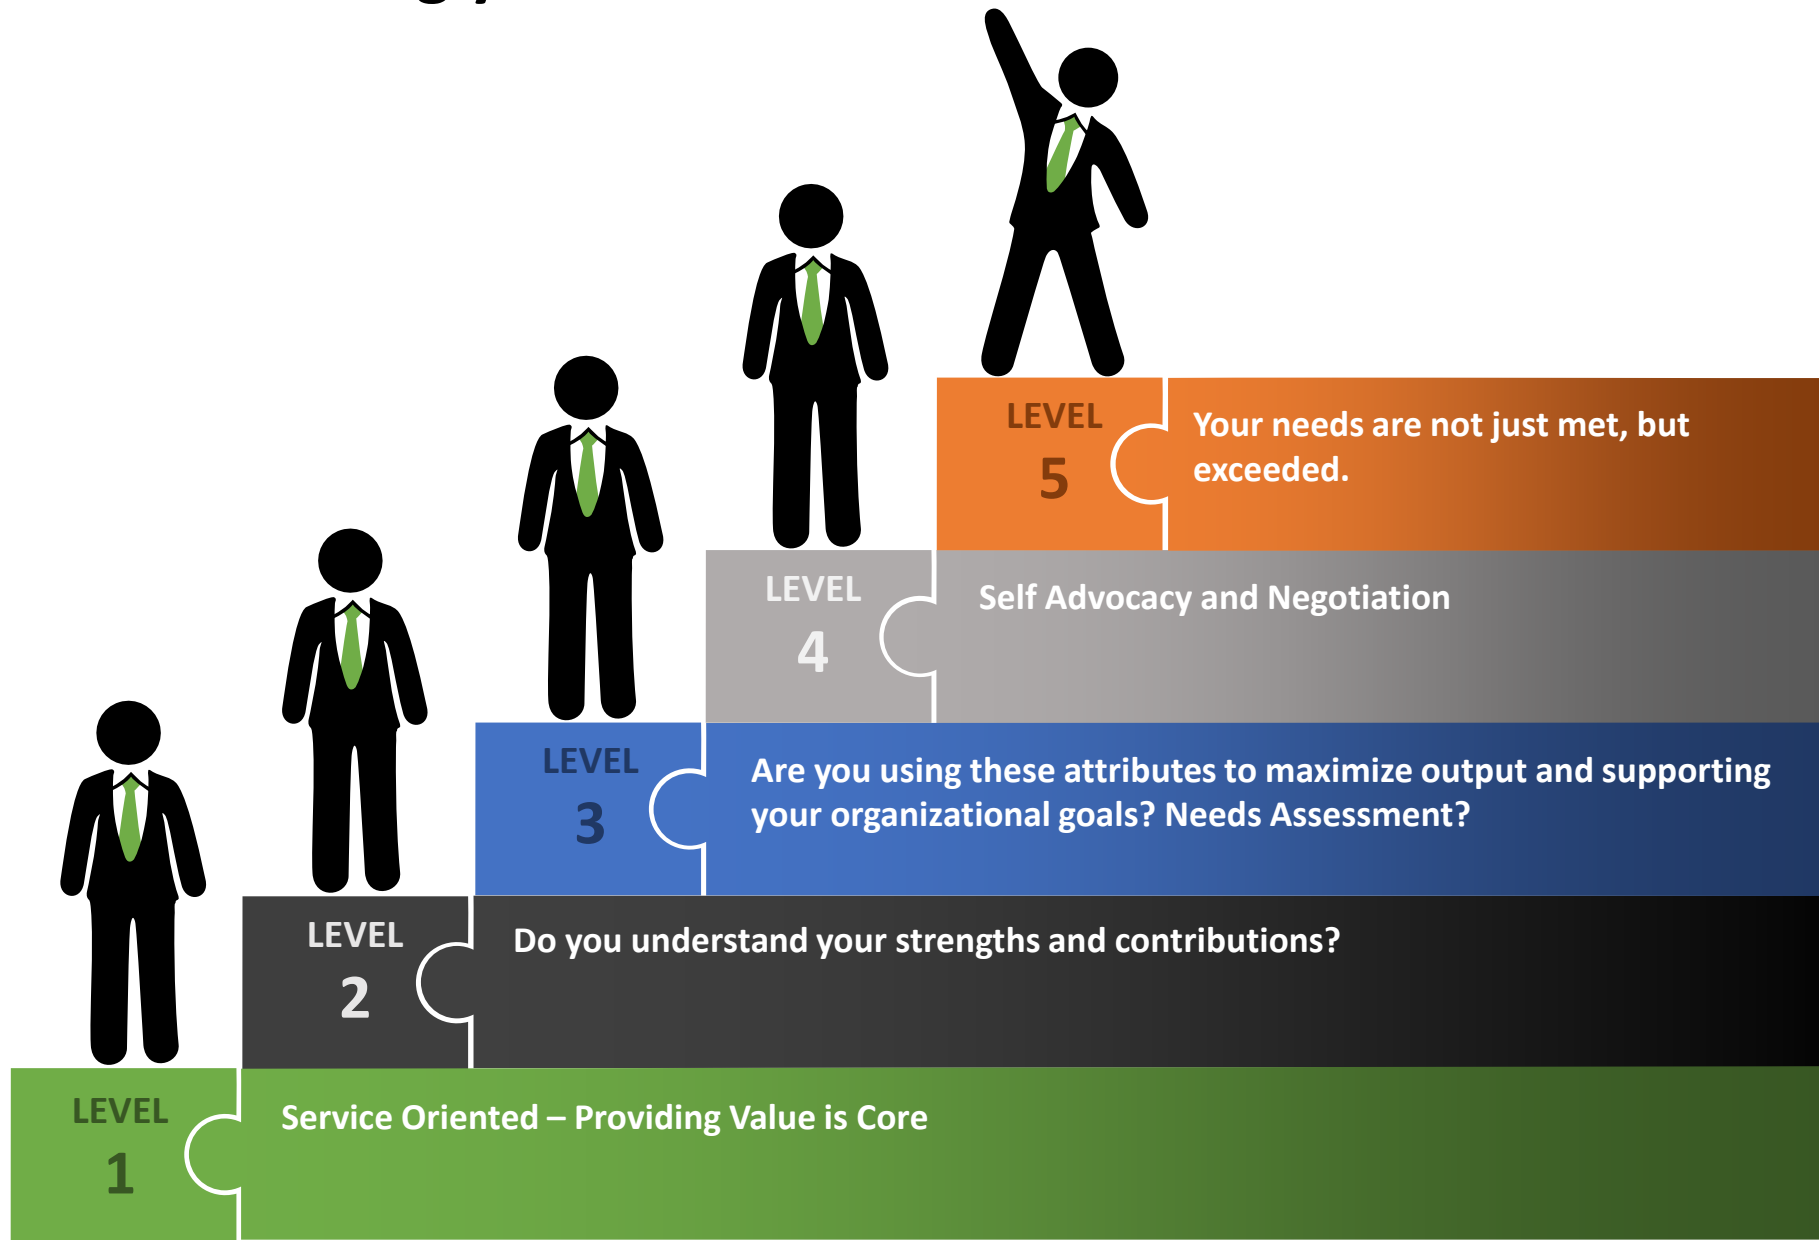 LEVEL
5
Your needs are not just met, but
exceeded.
LEVEL
4
Self Advocacy and Negotiation
LEVEL
3
Are you using these attributes to maximize output and supporting
your organizational goals? Needs Assessment?
LEVEL
2
Do you understand your strengths and contributions?
LEVEL
1
Service Oriented – Providing Value is Core